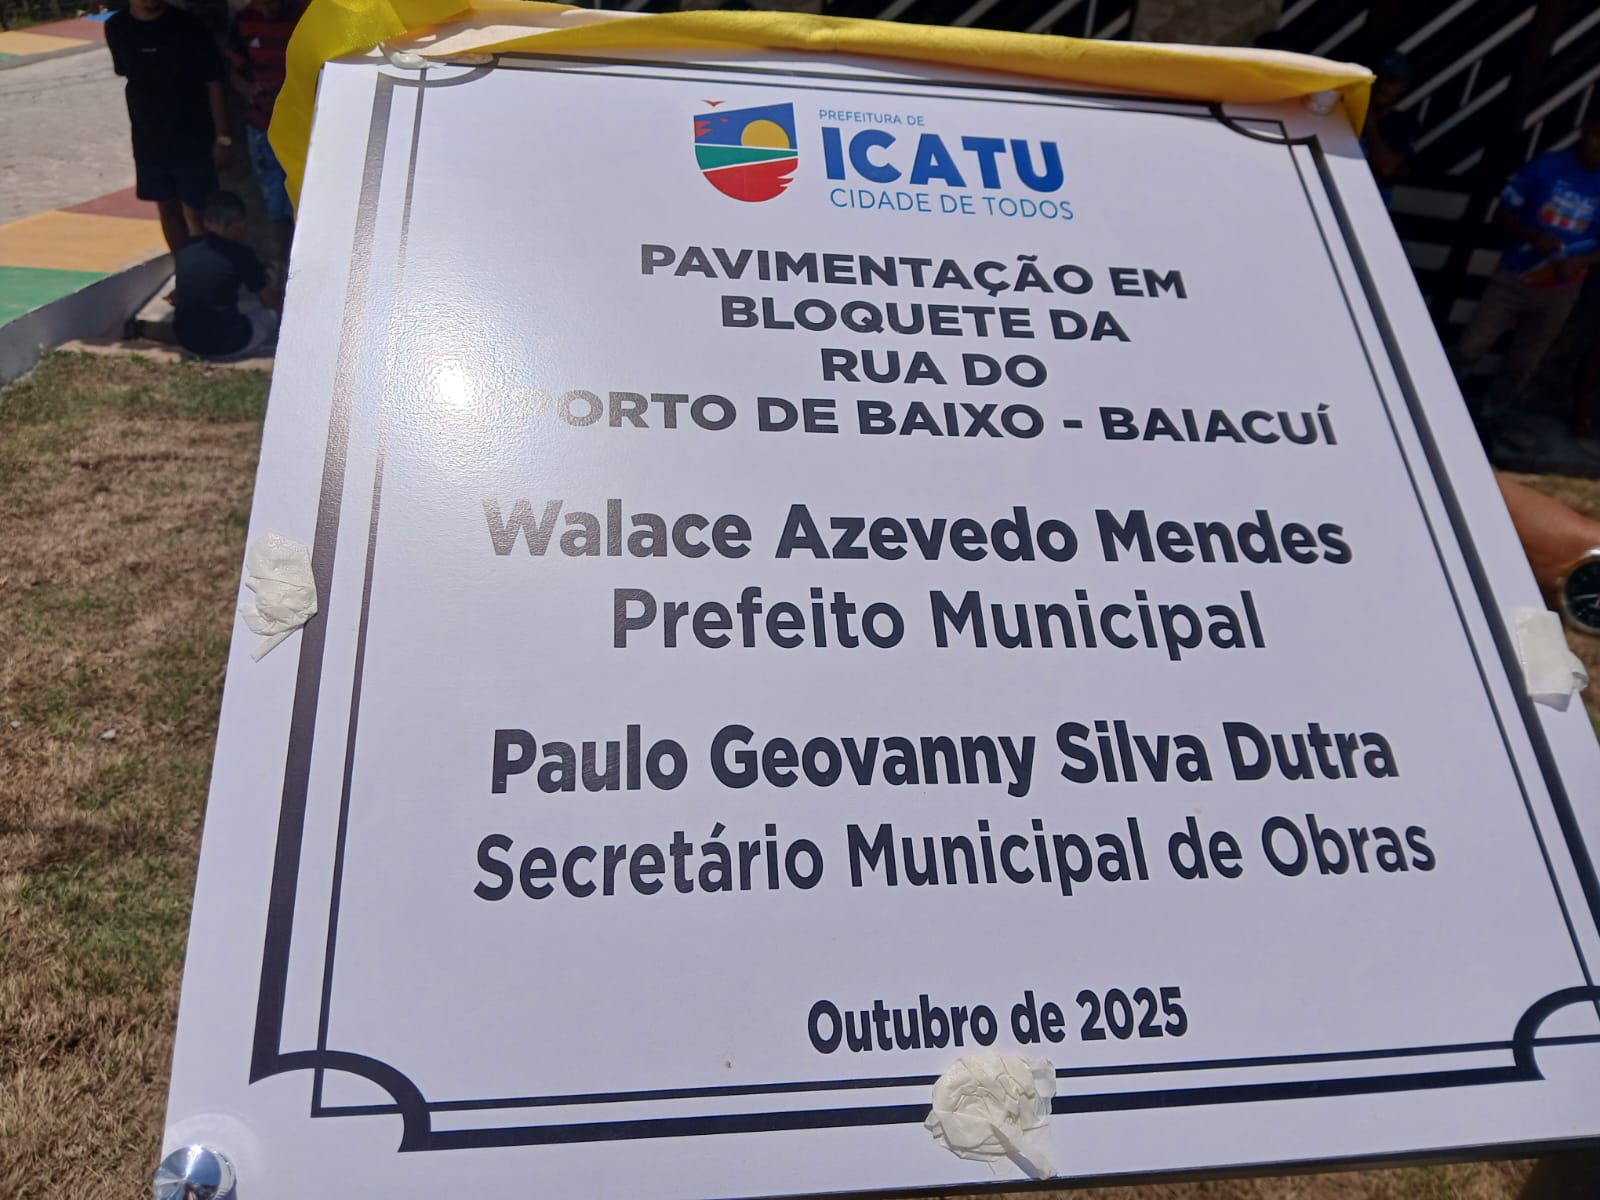 PREFEITURA DE
ICATU
CIDADE DE TODOS
PAVIMENTAÇÃO EM
BLOQUETE DA
RUA DO
PORTO DE BAIXO - BAIACUÍ
Walace Azevedo Mendes
Prefeito Municipal
Paulo Geovanny Silva Dutra
Secretário Municipal de Obras
Outubro de 2025